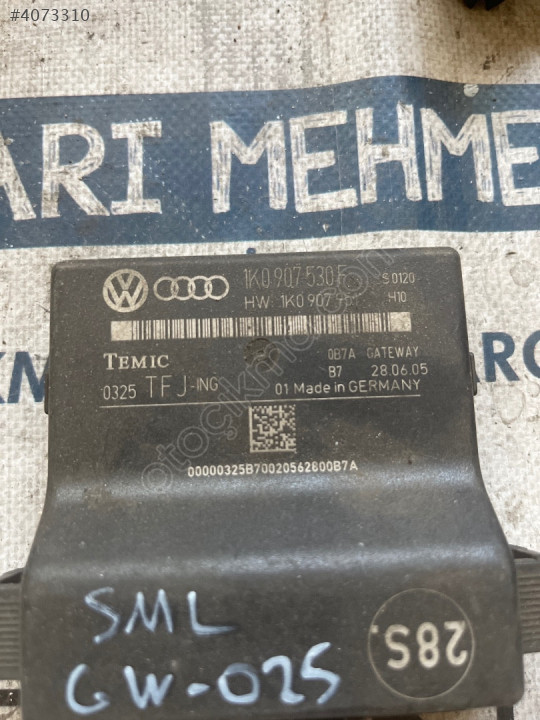 #4073310
ARI MEHME
1K0 907 530 F S 0120
HW 1K0 907 H10
TEMIC 0B7A GATEWAY
B7 28.06.05
0325 TFJ-ING 01 Made in GERMANY
00000325B70020562800B7A
SML
GW-025
28S.